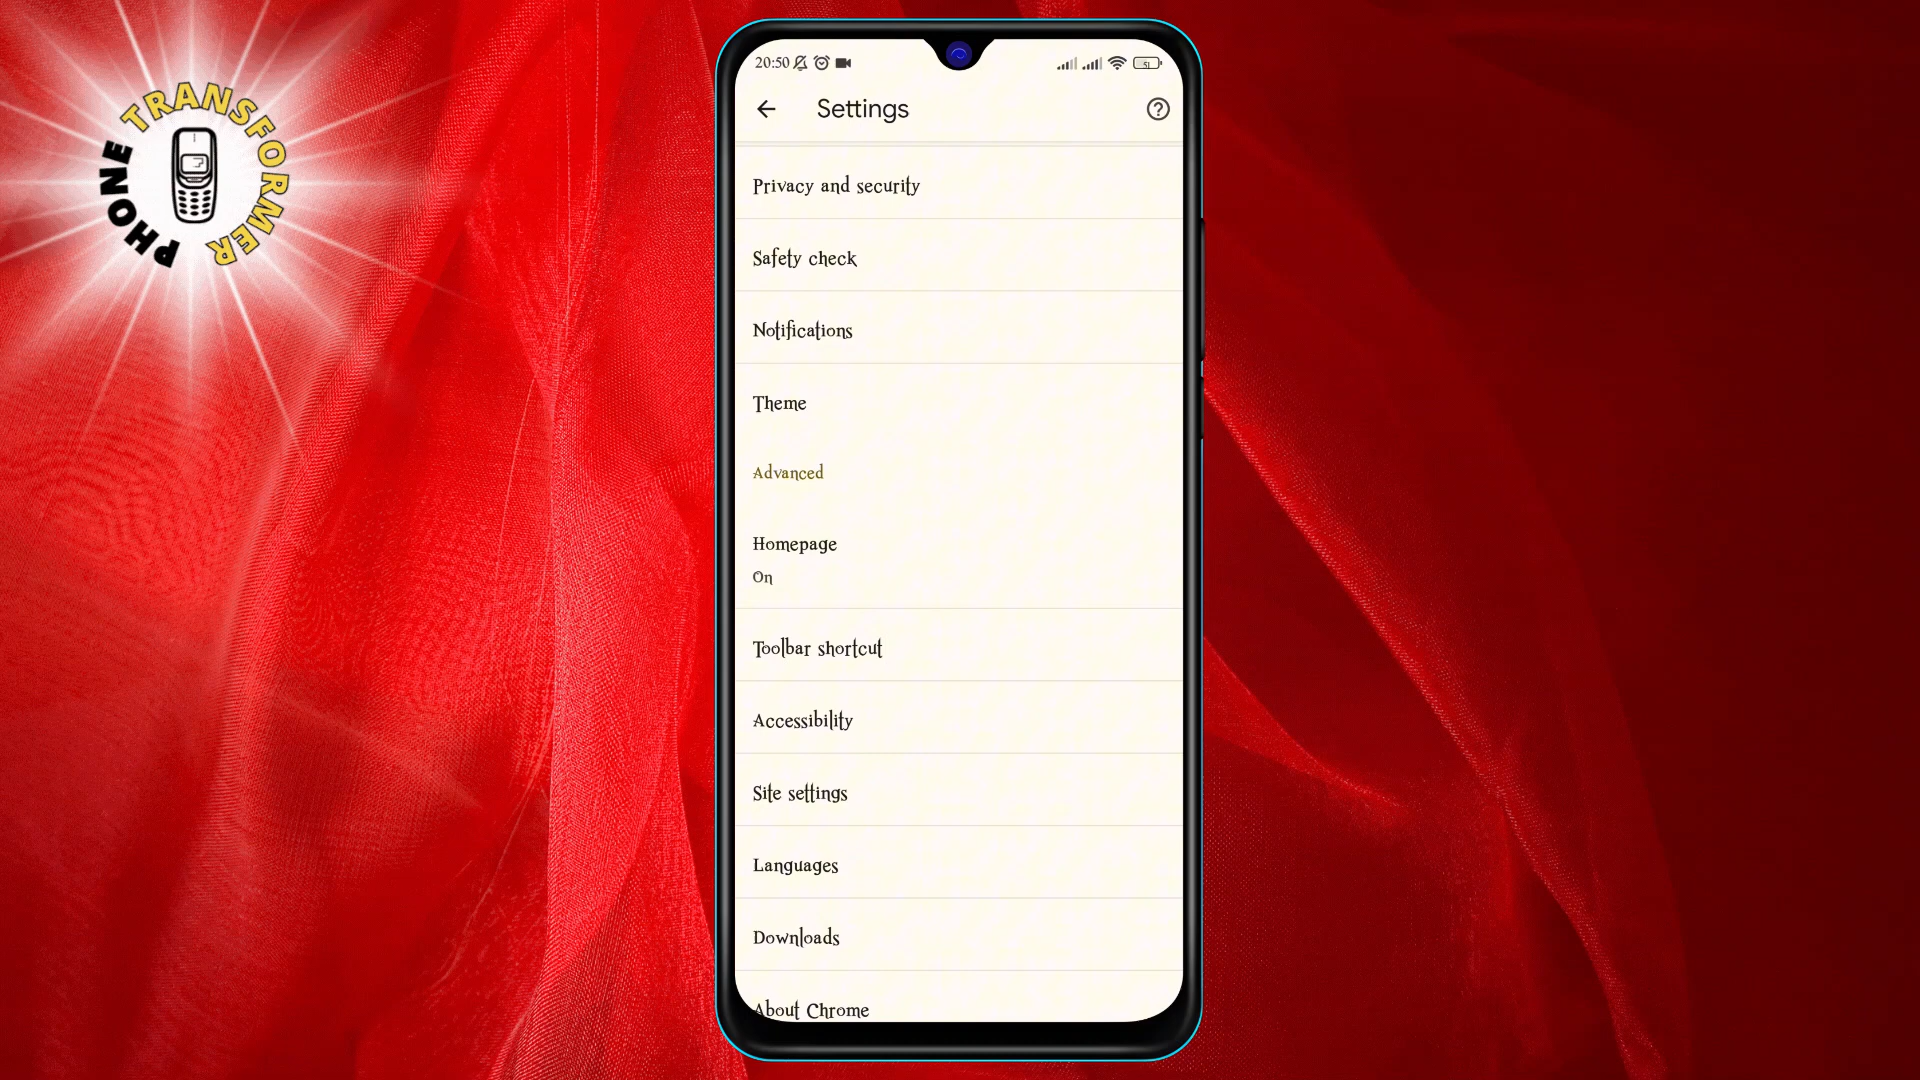 PHONE TRANSFORMER
20:50
51
Settings
Privacy and security
Safety check
Notifications
Theme
Advanced
Homepage
On
Toolbar shortcut
Accessibility
Site settings
Languages
Downloads
About Chrome